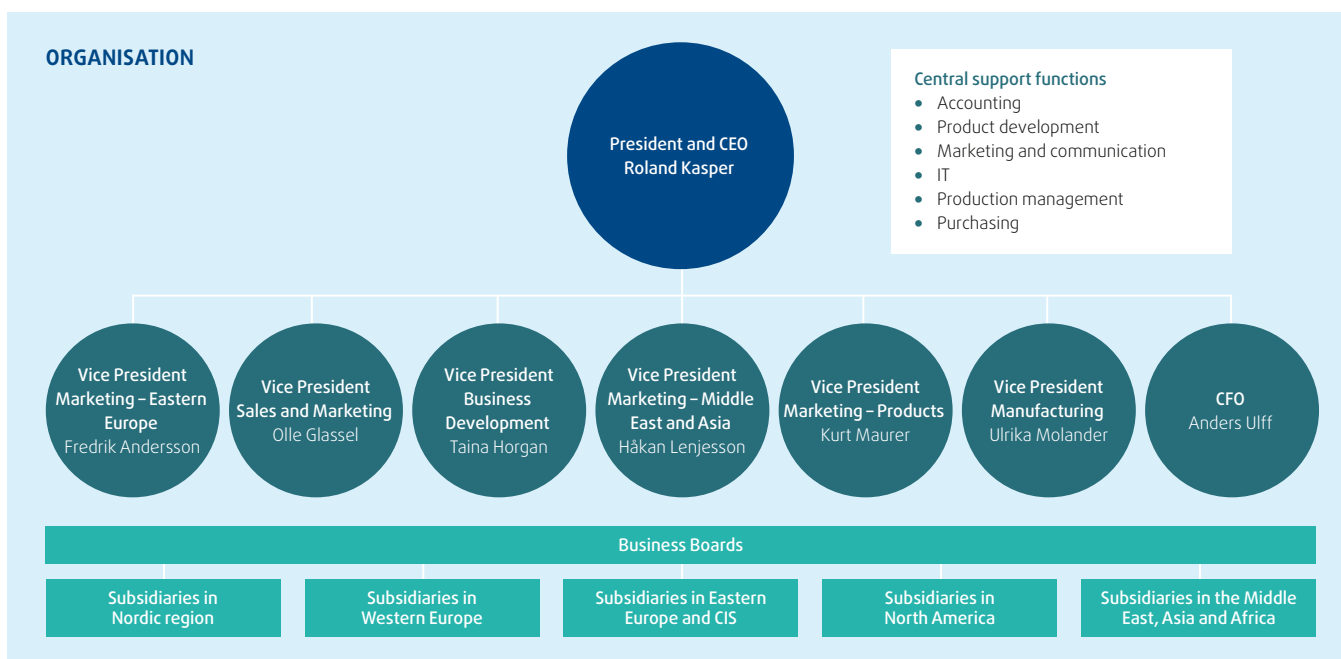 ORGANISATION
President and CEO
Roland Kasper
Central support functions
• Accounting
• Product development
• Marketing and communication
• IT
• Production management
• Purchasing
Vice President
Marketing – Eastern
Europe
Fredrik Andersson
Vice President
Sales and Marketing
Olle Glassel
Vice President
Business
Development
Taina Horgan
Vice President
Marketing – Middle
East and Asia
Håkan Lenjesson
Vice President
Marketing – Products
Kurt Maurer
Vice President
Manufacturing
Ulrika Molander
CFO
Anders Ulff
Business Boards
Subsidiaries in
Nordic region
Subsidiaries in
Western Europe
Subsidiaries in Eastern
Europe and CIS
Subsidiaries in
North America
Subsidiaries in the Middle
East, Asia and Africa